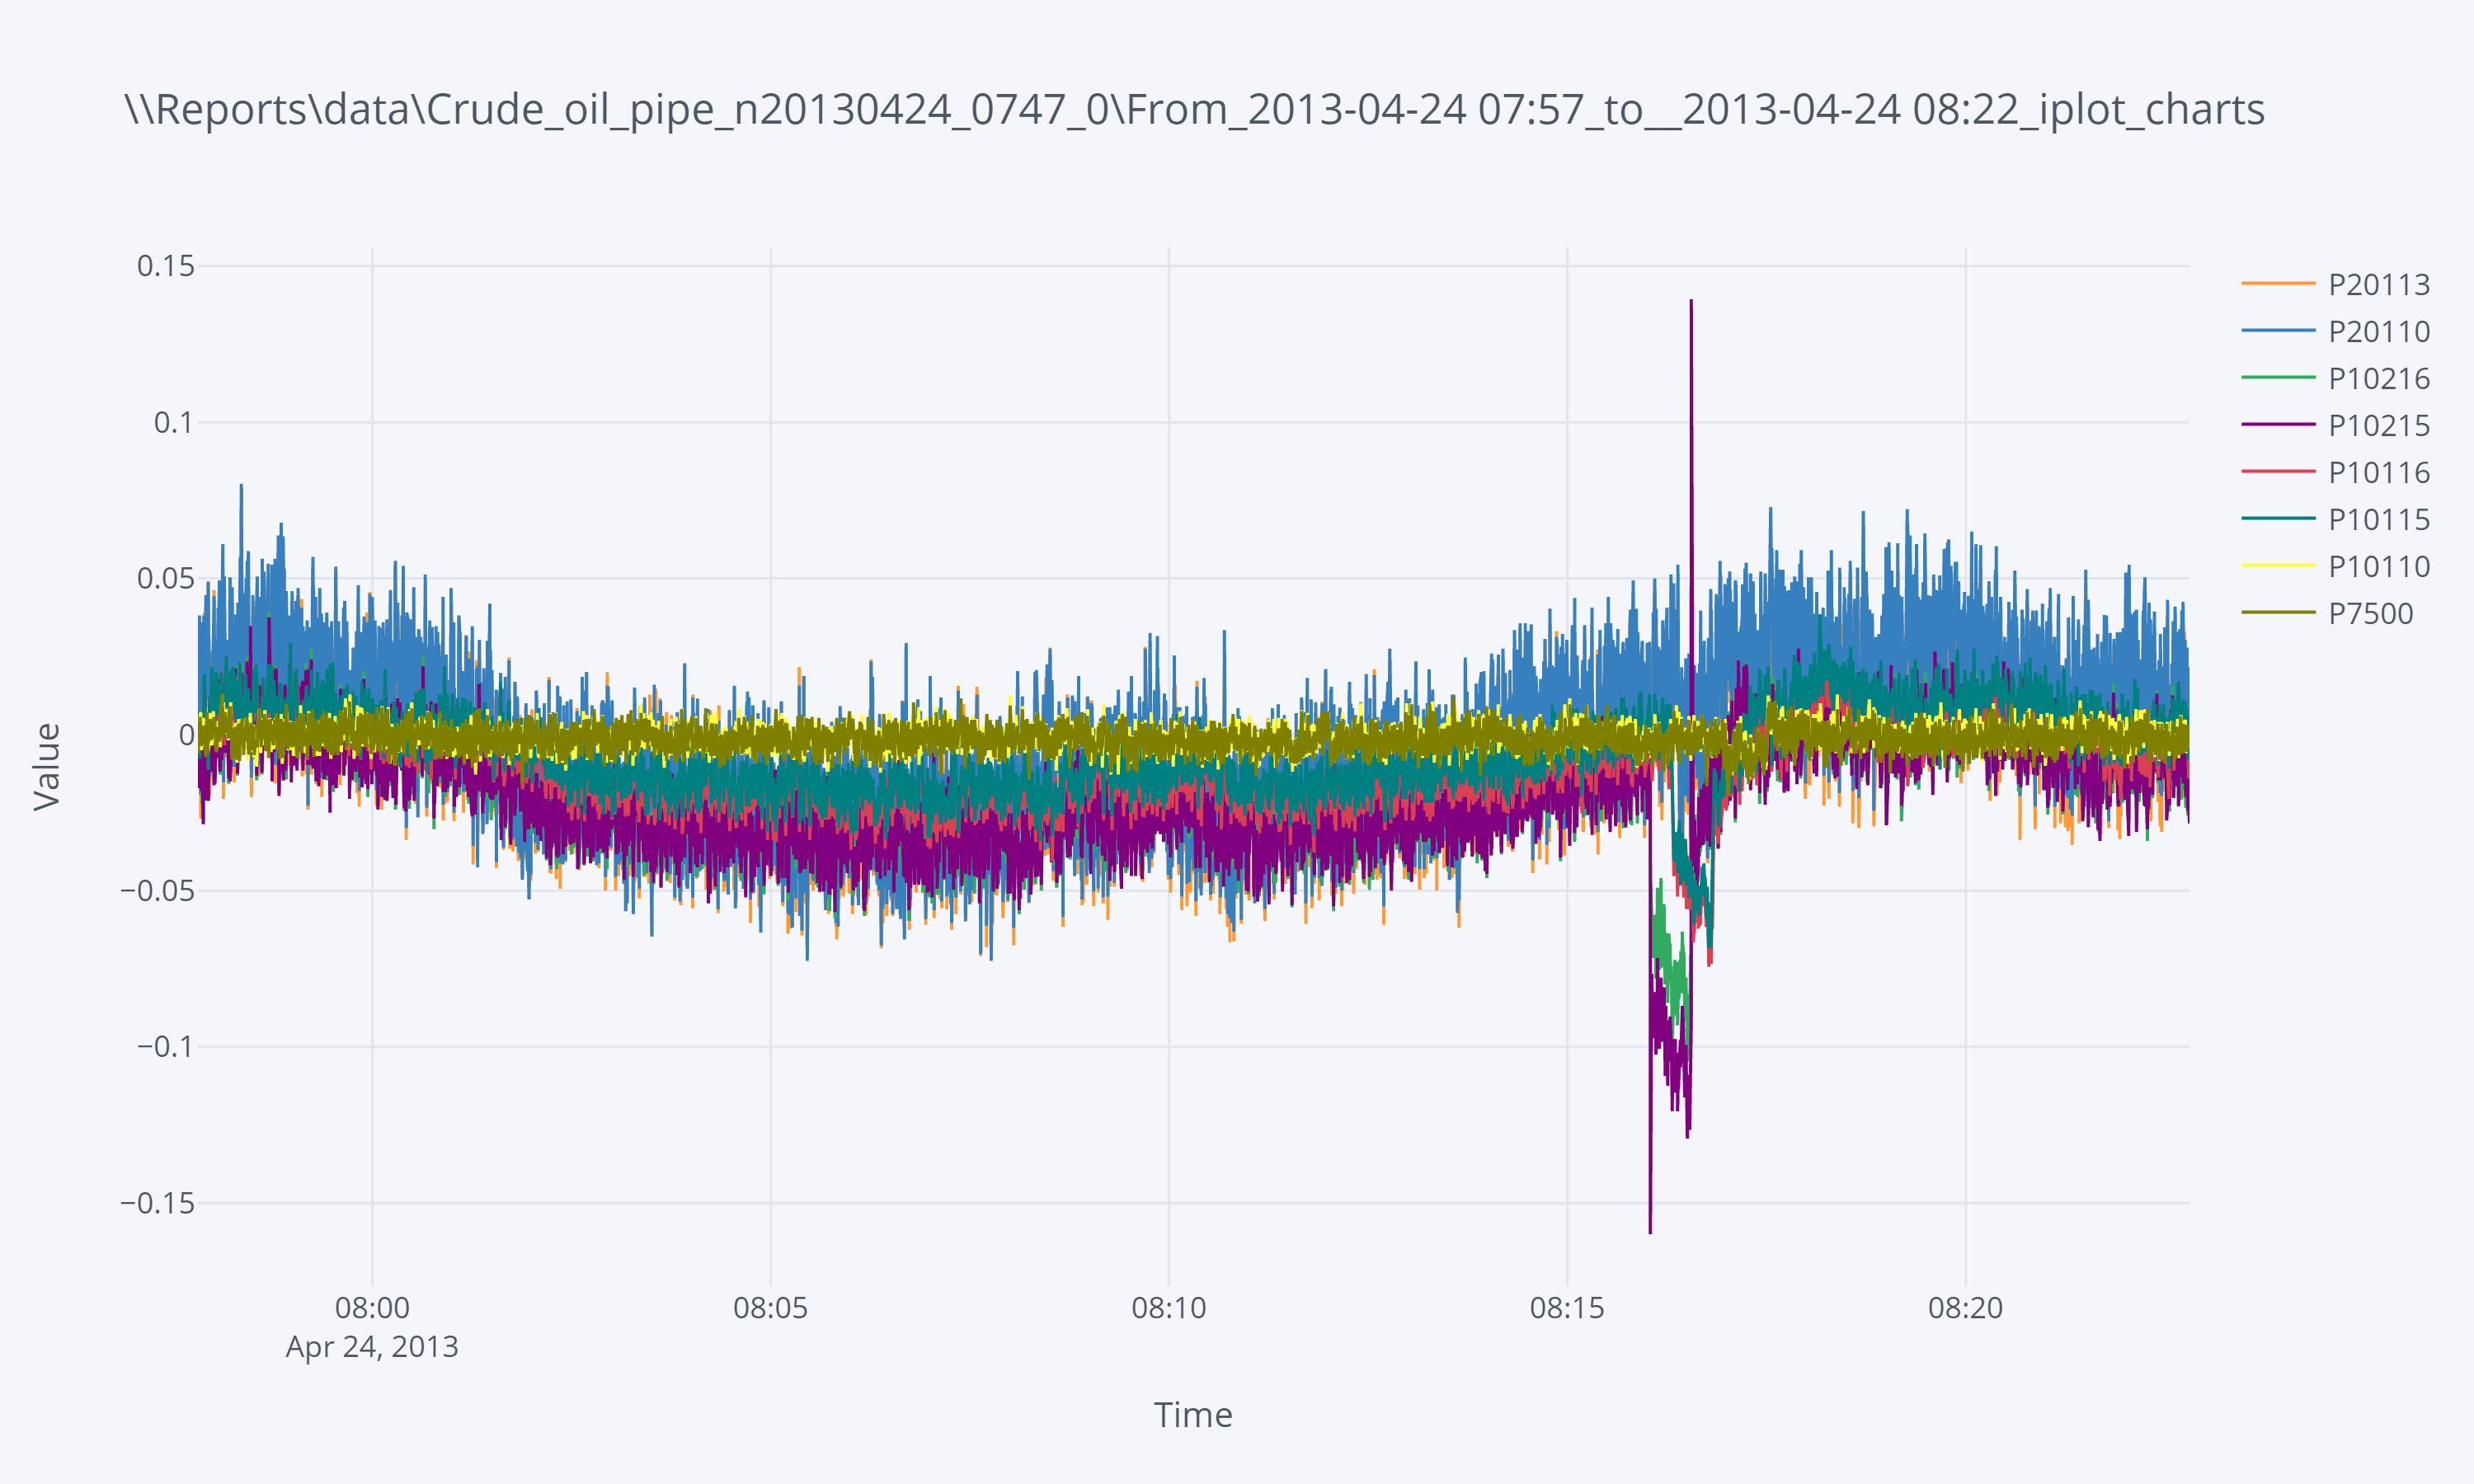 \\Reports\data\Crude_oil_pipe_n20130424_0747_0\From_2013-04-24 07:57_to__2013-04-24 08:22_iplot_charts
0.15
0.1
0.05
0
−0.05
−0.1
−0.15
Value
08:00
Apr 24, 2013
08:05
08:10
08:15
08:20
Time
P20113
P20110
P10216
P10215
P10116
P10115
P10110
P7500